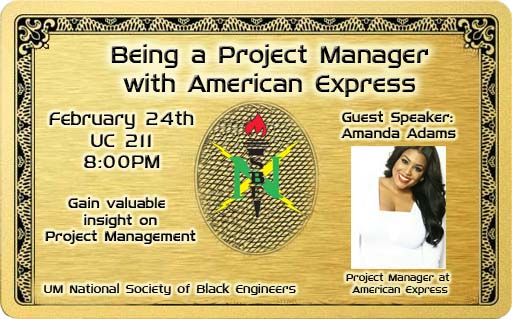 Being a Project Manager
with American Express
February 24th
UC 211
8:00PM
Guest Speaker:
Amanda Adams
Gain valuable
insight on
Project Management
NSBE
Project Manager at
American Express
UM National Society of Black Engineers